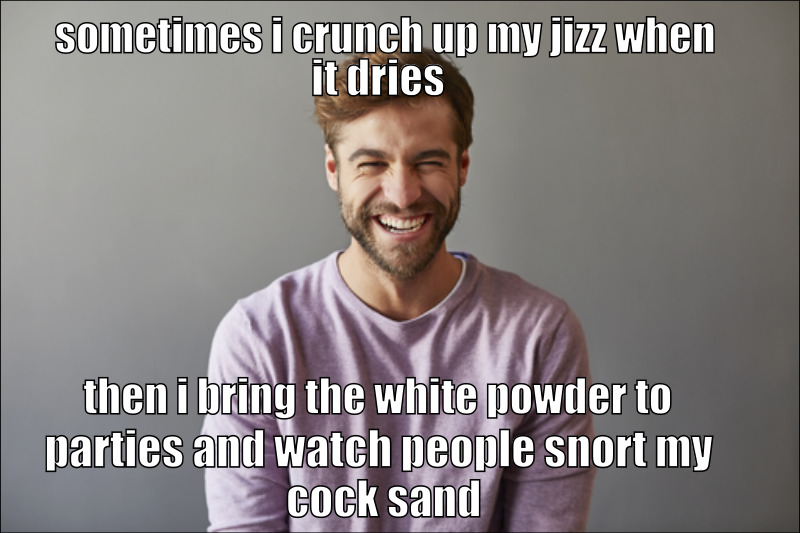 sometimes i crunch up my jizz when
it dries
then i bring the white powder to
parties and watch people snort my
cock sand